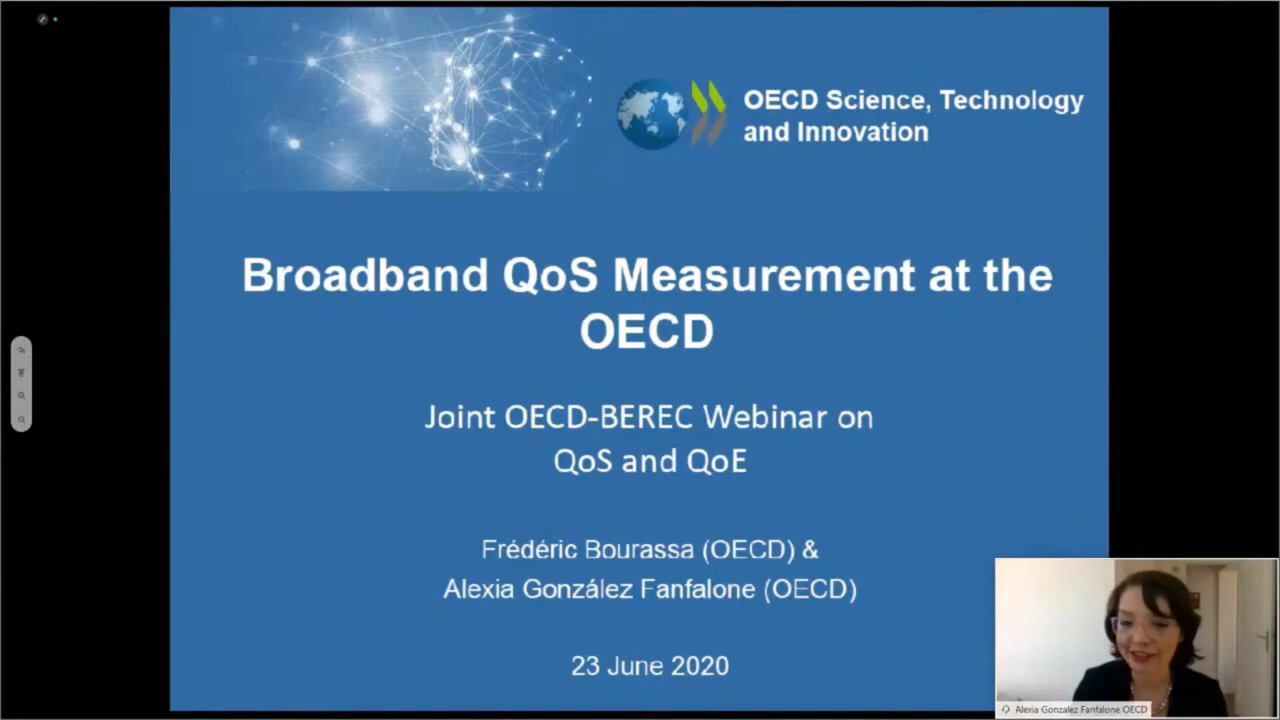 OECD Science, Technology
and Innovation
Broadband QoS Measurement at the
OECD
Joint OECD-BEREC Webinar on
QoS and QoE
Frédéric Bourassa (OECD) &
Alexia González Fanfalone (OECD)
23 June 2020
Alexia Gonzalez Fanfalone OECD